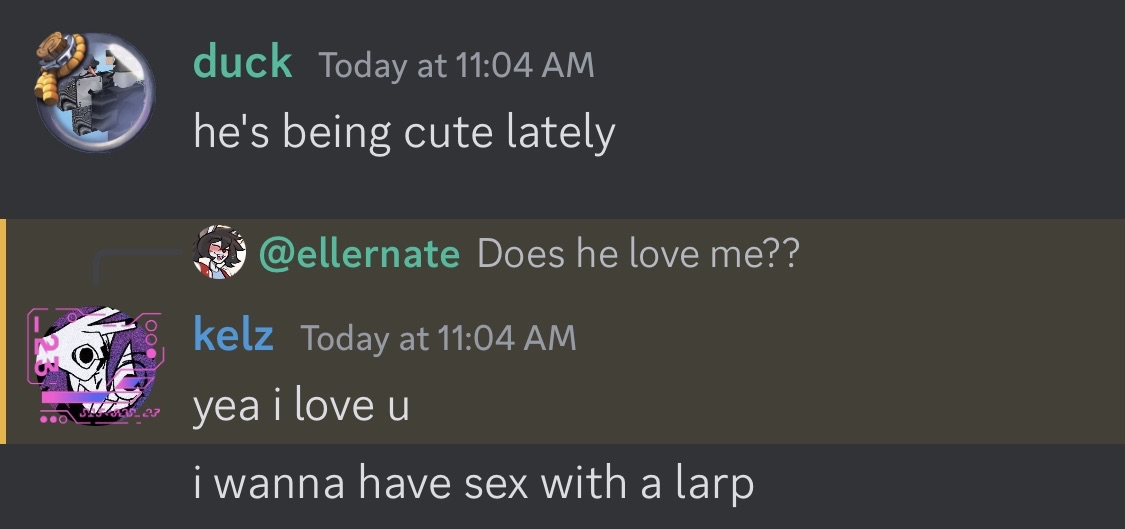 duck Today at 11:04 AM
he's being cute lately
@ellernate Does he love me??
kelz Today at 11:04 AM
yea i love u
i wanna have sex with a larp